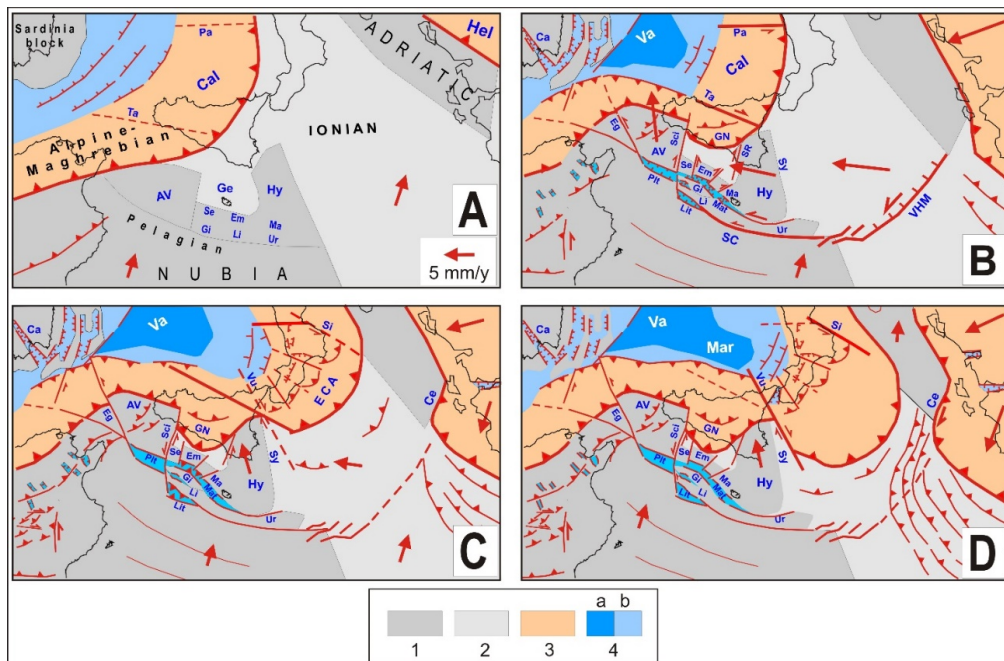 Sardinia
block
Pa
Hel
ADRIATIC
Cal
Ta
Alpine-
Maghrebian
IONIAN
AV
Ge
Hy
Se Em Ma
Gi Li Ur
Pelagian
NUBIA
A
5 mm/y
Ca
Va
Pa
Cal
Ta
Eg
GN
AV
Sci
SR
Se
Em
Sy
Plt
Gi
Ma
Hy
Li
Mat
Lit
Ur
SC
VHM
B
Ca
Va
Si
Vu
ECA
Ce
AV
Eg
GN
Sci
Se
Em
Sy
Plt
Gi
Ma
Hy
Li
Mat
Lit
Ur
C
Ca
Va
Mar
Si
Vu
Ce
AV
Eg
GN
Sci
Se
Em
Sy
Plt
Gi
Ma
Hy
Li
Mat
Lit
Ur
D
a b
1 2 3 4